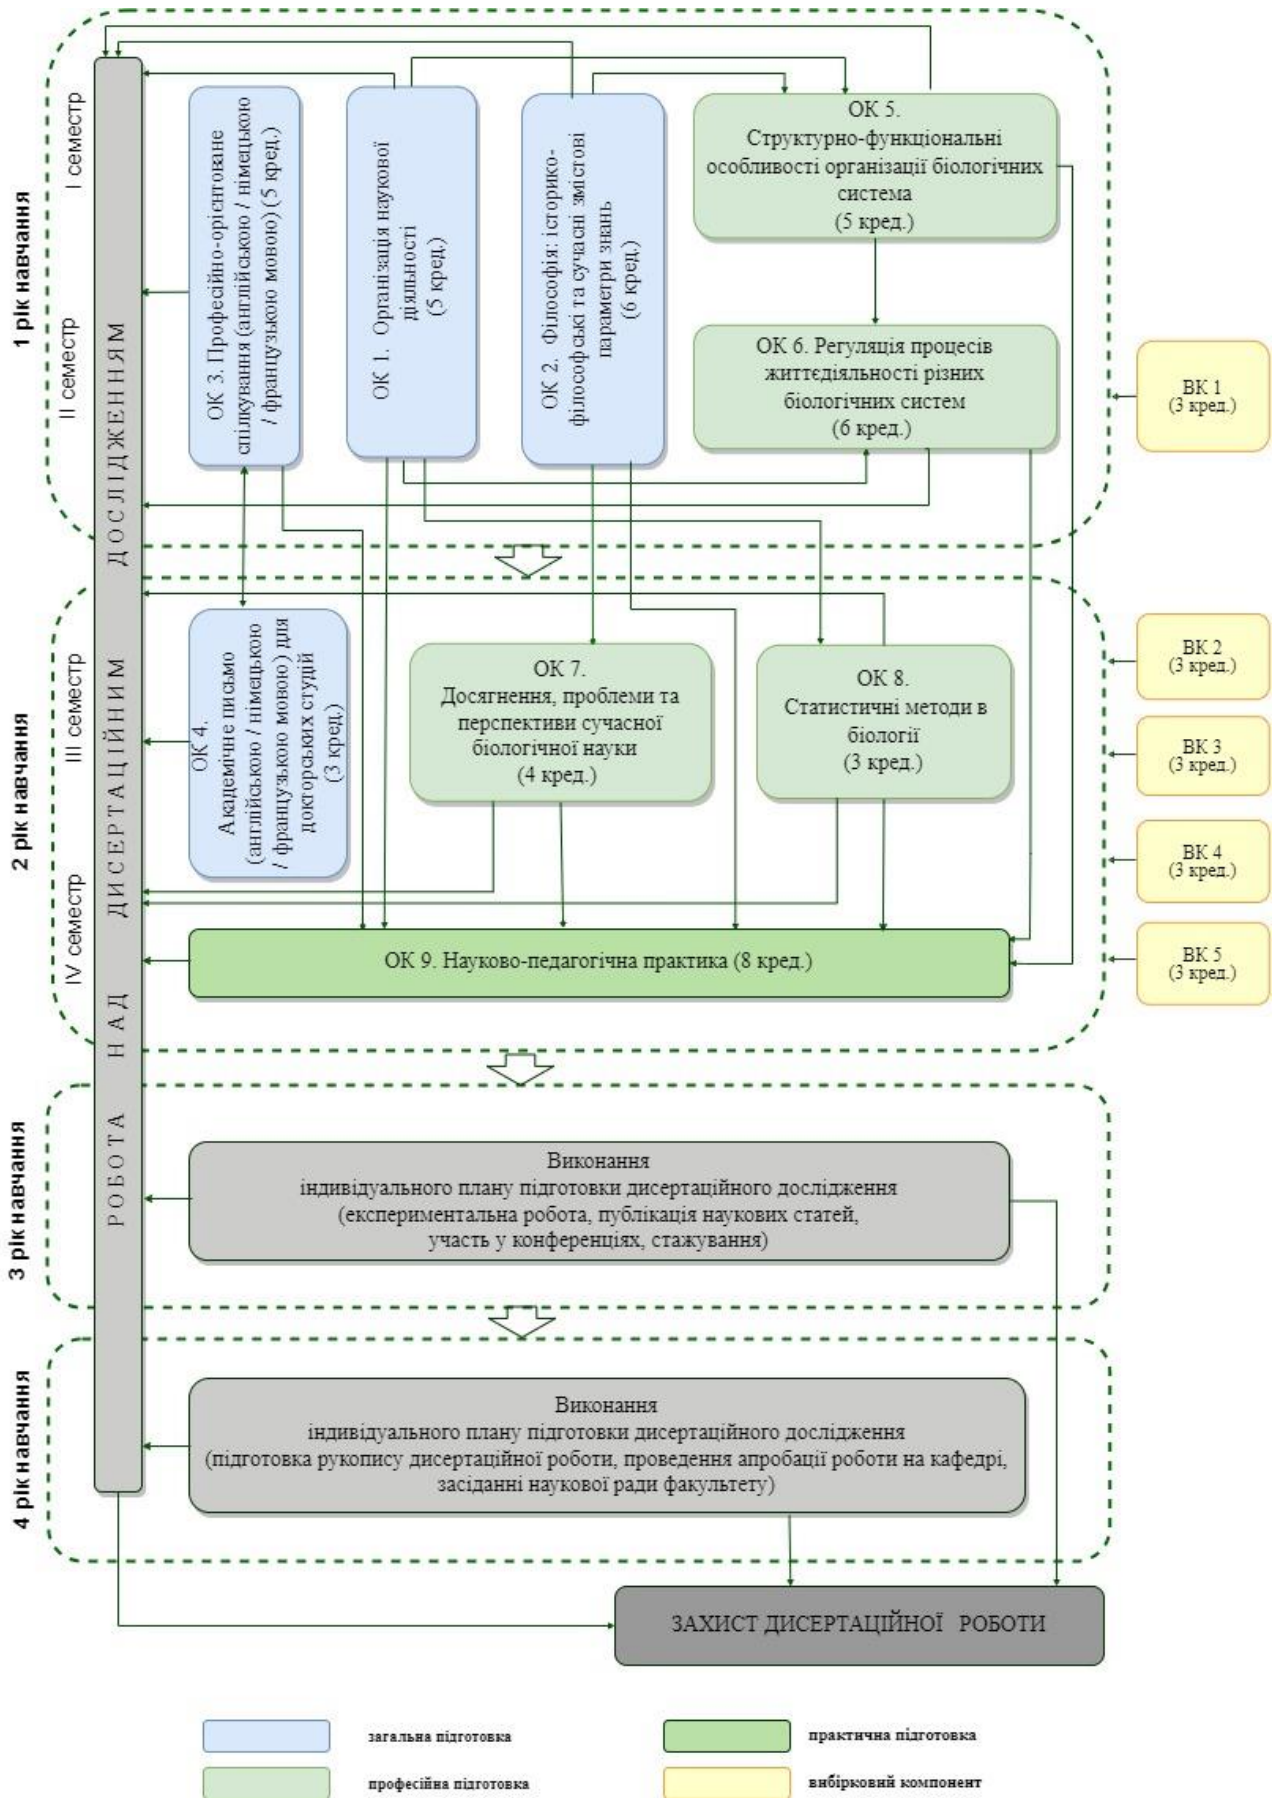 1 рік навчання
І семестр
ІІ семестр
РОБОТА НАД ДИСЕРТАЦІЙНИМ ДОСЛІДЖЕННЯМ
ОК 3. Професійно-орієнтоване
спілкування (англійською / німецькою
/ французькою мовою) (5 кред.)
ОК 1. Організація наукової
діяльності
(5 кред.)
ОК 2. Філософія: історико-
філософські та сучасні змістові
параметри знань
(6 кред.)
ОК 5.
Структурно-функціональні
особливості організації біологічних
система
(5 кред.)
ОК 6. Регуляція процесів
життєдіяльності різних
біологічних систем
(6 кред.)
ВК 1
(3 кред.)
2 рік навчання
ІІІ семестр
IV семестр
ОК 4.
Академічне письмо
(англійською / німецькою
/ французькою мовою) для
докторських студій
(3 кред.)
ОК 7.
Досягнення, проблеми та
перспективи сучасної
біологічної науки
(4 кред.)
ОК 8.
Статистичні методи в
біології
(3 кред.)
ВК 2
(3 кред.)
ВК 3
(3 кред.)
ВК 4
(3 кред.)
ВК 5
(3 кред.)
ОК 9. Науково-педагогічна практика (8 кред.)
3 рік навчання
Виконання
індивідуального плану підготовки дисертаційного дослідження
(експериментальна робота, публікація наукових статей,
участь у конференціях, стажування)
4 рік навчання
Виконання
індивідуального плану підготовки дисертаційного дослідження
(підготовка рукопису дисертаційної роботи, проведення апробації роботи на кафедрі,
засіданні наукової ради факультету)
ЗАХИСТ ДИСЕРТАЦІЙНОЇ РОБОТИ
загальна підготовка
практична підготовка
професійна підготовка
вибірковий компонент